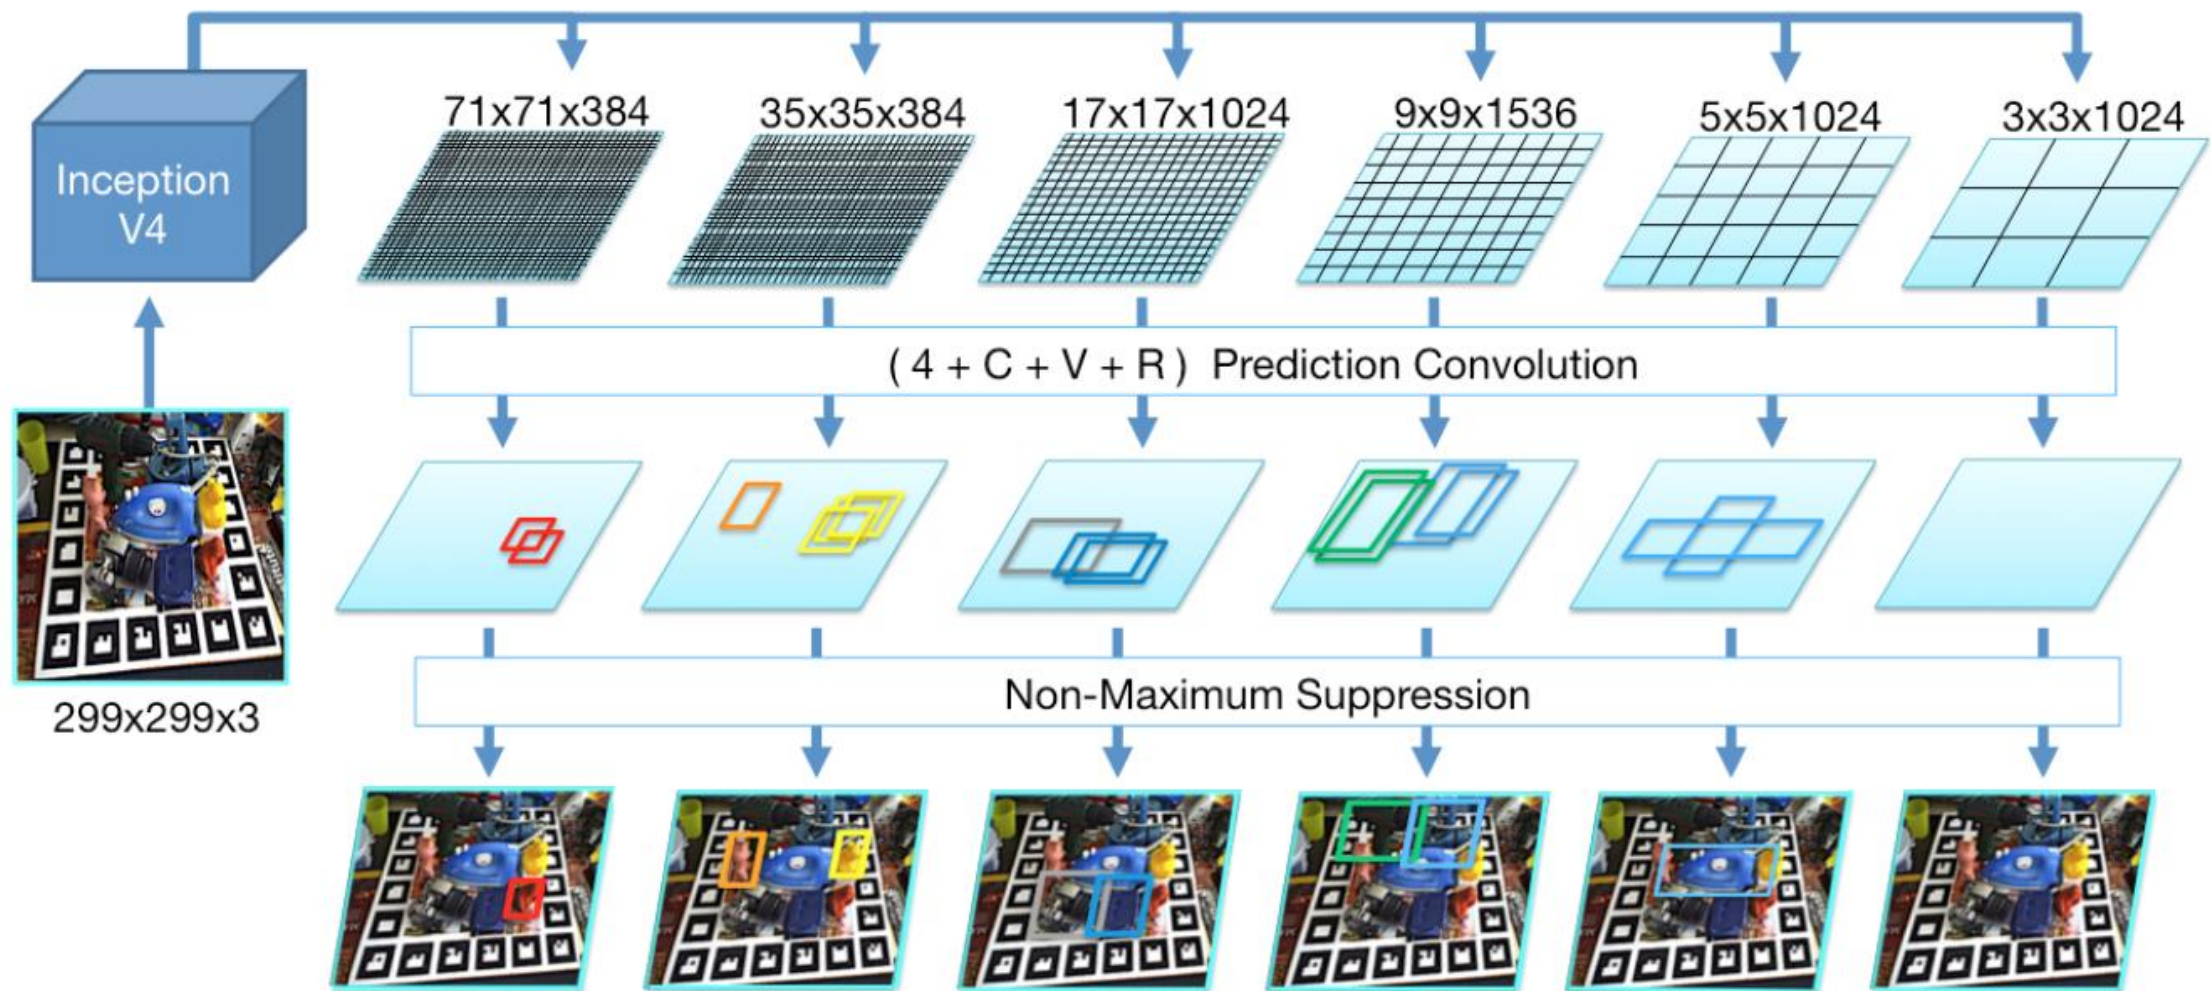 71x71x384
35x35x384
17x17x1024
9x9x1536
5x5x1024
3x3x1024
Inception
V4
( 4 + C + V + R ) Prediction Convolution
Non-Maximum Suppression
299x299x3